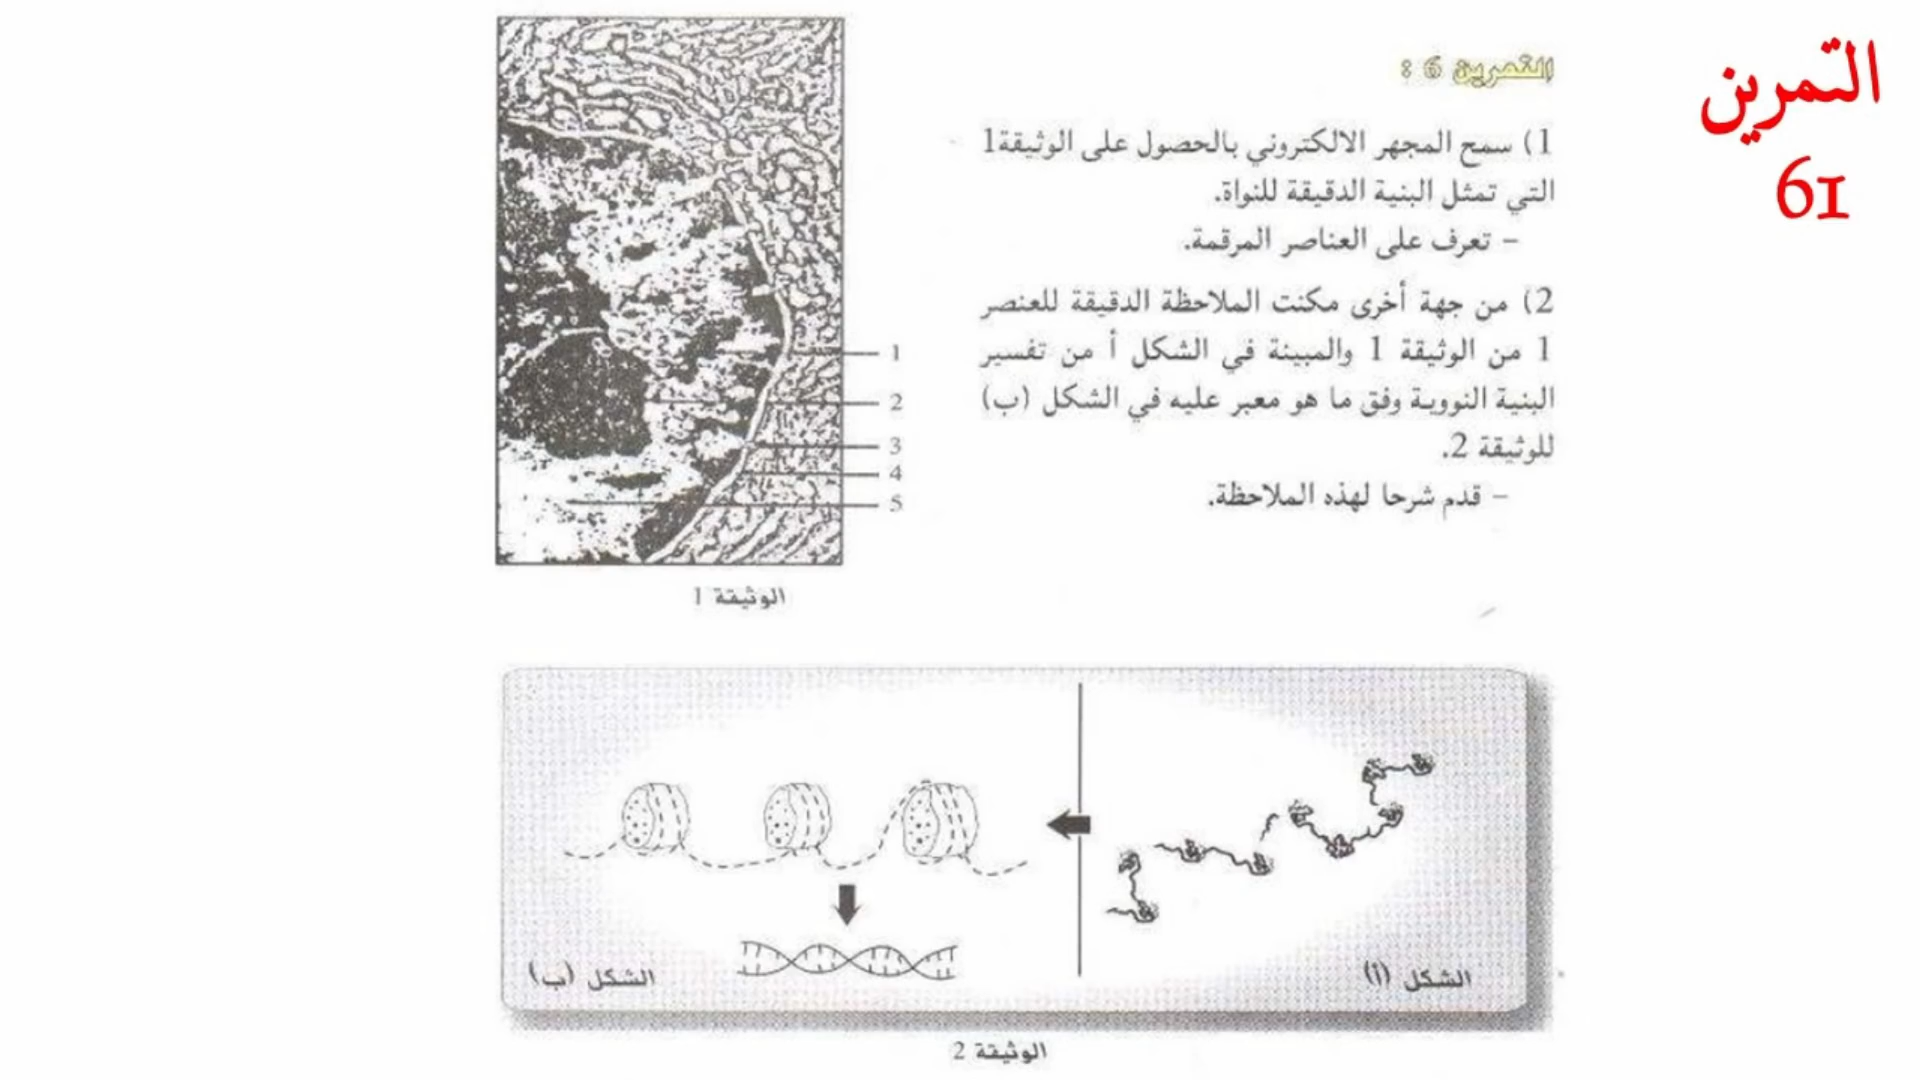 التمرين
61
التمرين 6 :
1) سمح المجهر الالكتروني بالحصول على الوثيقة1
التي تمثل البنية الدقيقة للنواة.
- تعرف على العناصر المرقمة.
2) من جهة أخرى مكنت الملاحظة الدقيقة للعنصر
1 من الوثيقة 1 والمبينة في الشكل أ من تفسير
البنية النووية وفق ما هو معبر عليه في الشكل (ب)
للوثيقة 2.
- قدم شرحا لهذه الملاحظة.
1
2
3
4
5
الوثيقة 1
الشكل (أ)
الشكل (ب)
الوثيقة 2